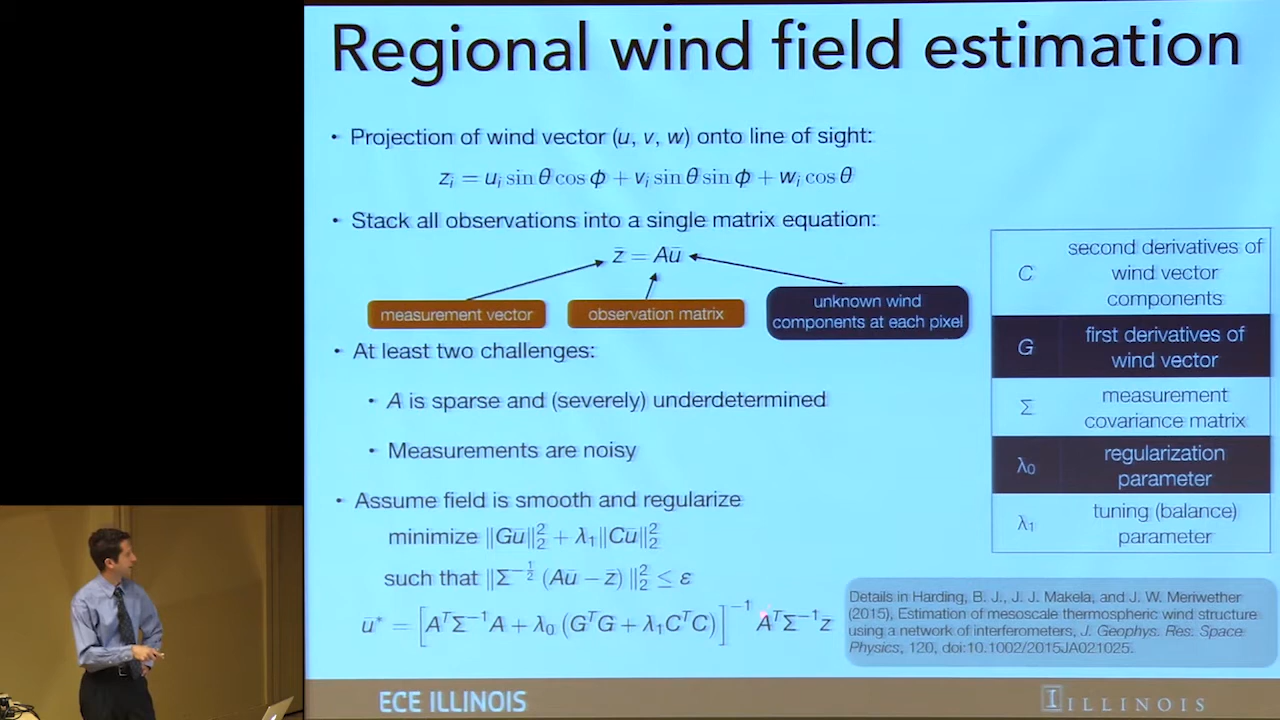 Regional wind field estimation
• Projection of wind vector (u, v, w) onto line of sight:
zᵢ = uᵢ sin θ cos φ + vᵢ sin θ sin φ + wᵢ cos θ
• Stack all observations into a single matrix equation:
z̄ = Aū
measurement vector
observation matrix
unknown wind
components at each pixel
• At least two challenges:
• A is sparse and (severely) underdetermined
• Measurements are noisy
• Assume field is smooth and regularize
minimize ‖Gū‖₂² + λ₁‖Cū‖₂²
such that ‖Σ^(-1/2) (Aū − z̄) ‖₂² ≤ ε
ū* = [AᵀΣ⁻¹A + λ₀ (GᵀG + λ₁CᵀC)]⁻¹ AᵀΣ⁻¹z̄
C second derivatives of
wind vector
components
G first derivatives of
wind vector
Σ measurement
covariance matrix
λ₀ regularization
parameter
λ₁ tuning (balance)
parameter
Details in Harding, B. J., J. J. Makela, and J. W. Meriwether
(2015), Estimation of mesoscale thermospheric wind structure
using a network of interferometers, J. Geophys. Res. Space
Physics, 120, doi:10.1002/2015JA021025.
ECE ILLINOIS
I ILLINOIS